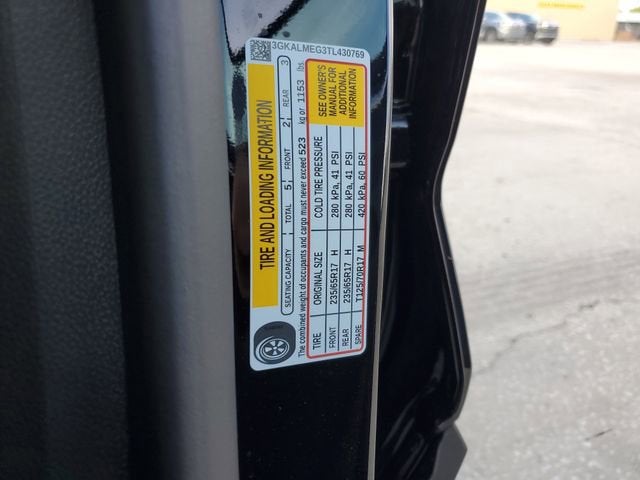 3GKALMEG3TL430769
TIRE AND LOADING INFORMATION
SEATING CAPACITY TOTAL 5 FRONT 2 REAR 3
The combined weight of occupants and cargo must never exceed 523 kg or 1153 lbs.
TIRE ORIGINAL SIZE COLD TIRE PRESSURE
FRONT 235/65R17 H 280 kPa, 41 PSI
REAR 235/65R17 H 280 kPa, 41 PSI
SPARE T125/70R17 M 420 kPa, 60 PSI
SEE OWNER'S
MANUAL FOR
ADDITIONAL
INFORMATION